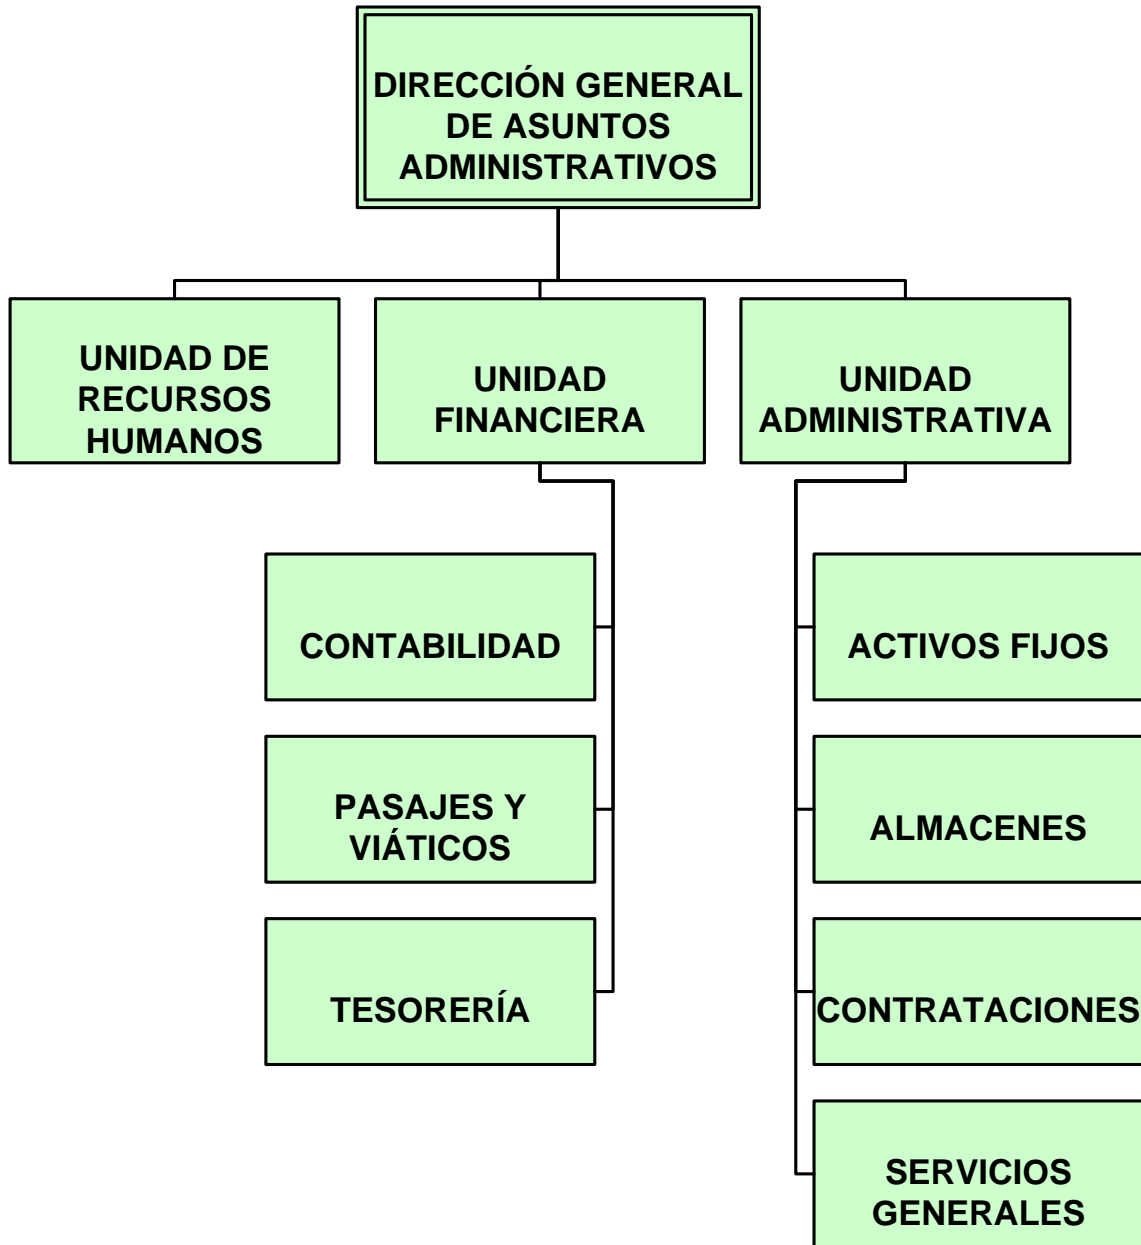 DIRECCIÓN GENERAL
DE ASUNTOS
ADMINISTRATIVOS
UNIDAD DE
RECURSOS
HUMANOS
UNIDAD
FINANCIERA
UNIDAD
ADMINISTRATIVA
CONTABILIDAD
PASAJES Y
VIÁTICOS
TESORERÍA
ACTIVOS FIJOS
ALMACENES
CONTRATACIONES
SERVICIOS
GENERALES